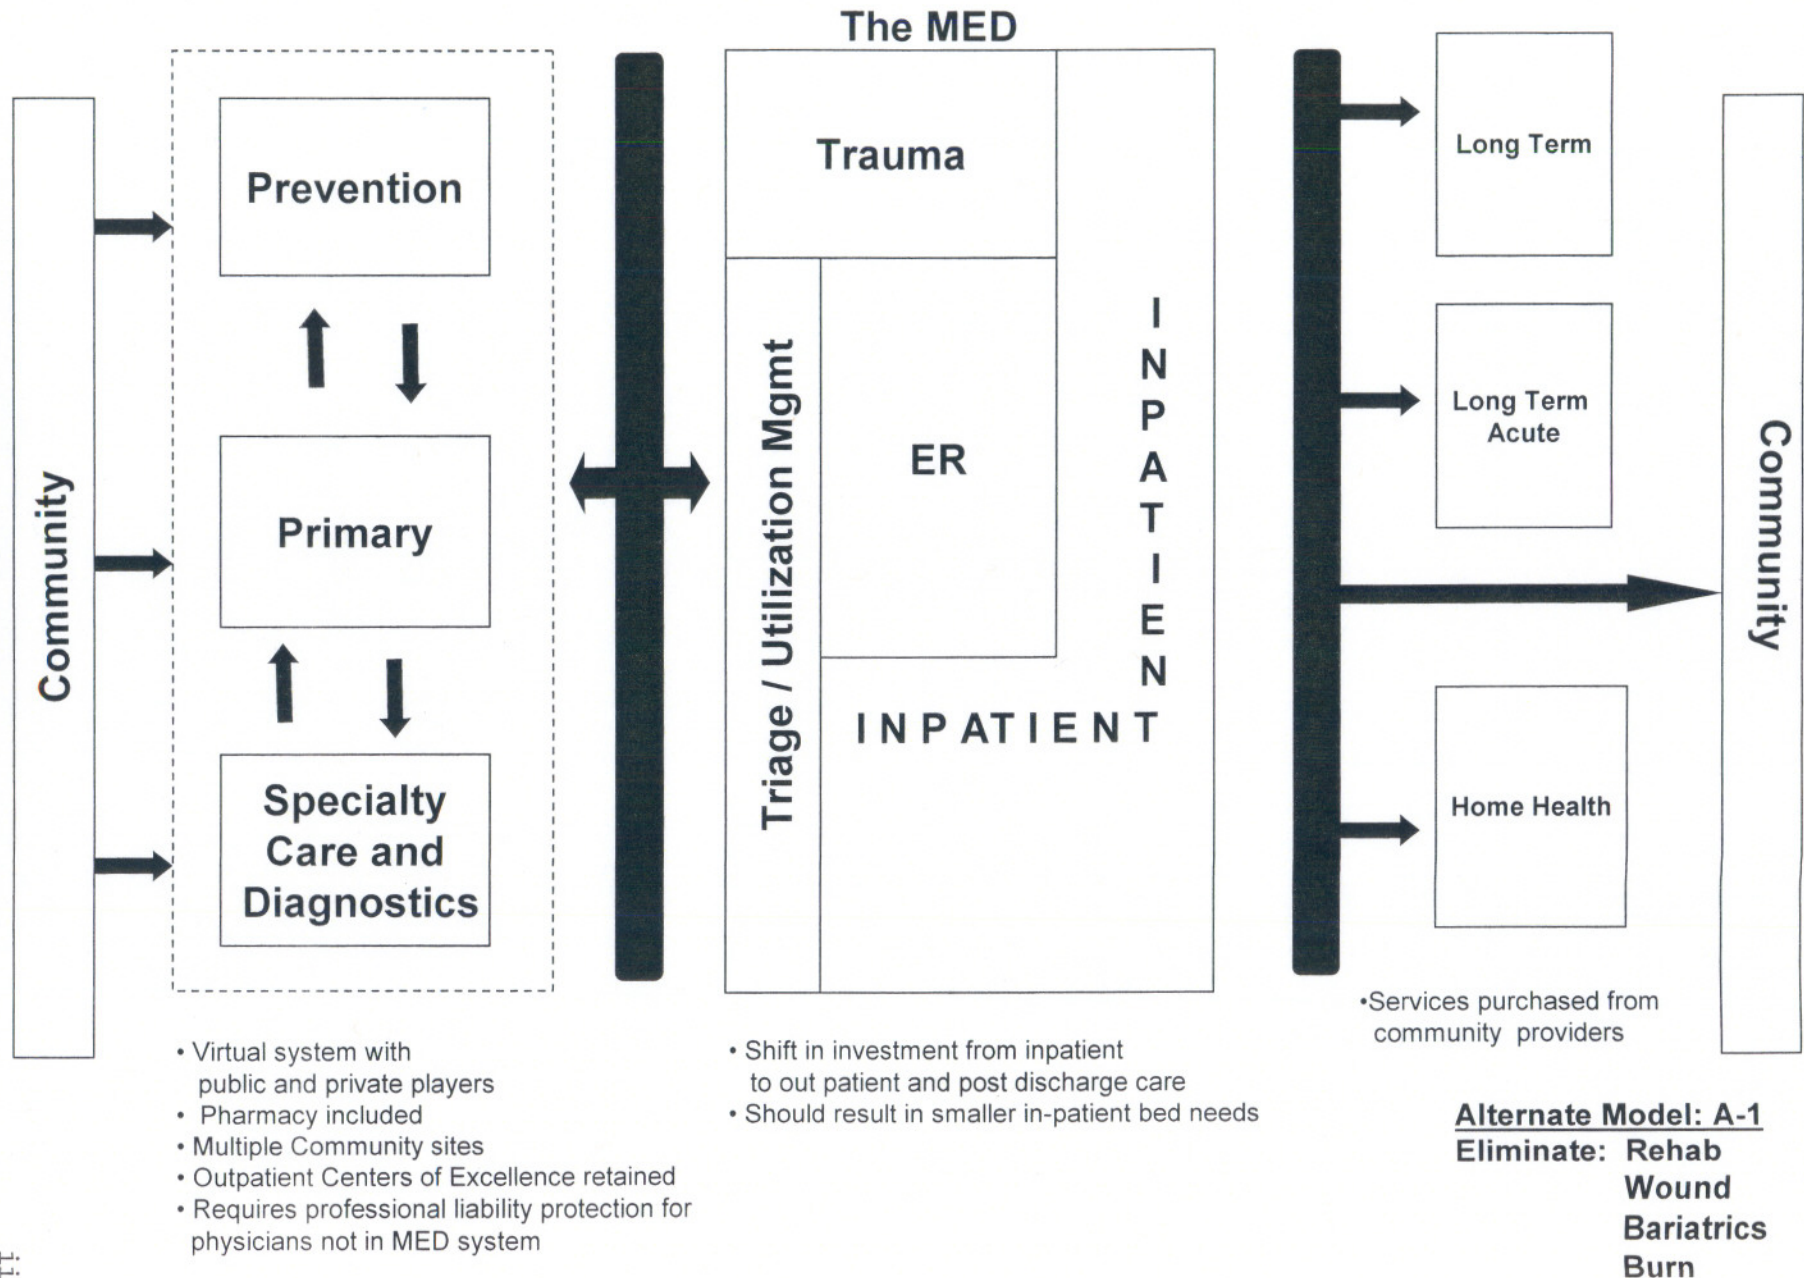 The MED
Community
Prevention
Primary
Specialty
Care and
Diagnostics
Trauma
Triage / Utilization Mgmt
ER
INPATIEN
INPATIENT
Long Term
Long Term
Acute
Home Health
Community
• Virtual system with
public and private players
• Pharmacy included
• Multiple Community sites
• Outpatient Centers of Excellence retained
• Requires professional liability protection for
physicians not in MED system
• Shift in investment from inpatient
to out patient and post discharge care
• Should result in smaller in-patient bed needs
•Services purchased from
community providers
Alternate Model: A-1
Eliminate: Rehab
Wound
Bariatrics
Burn